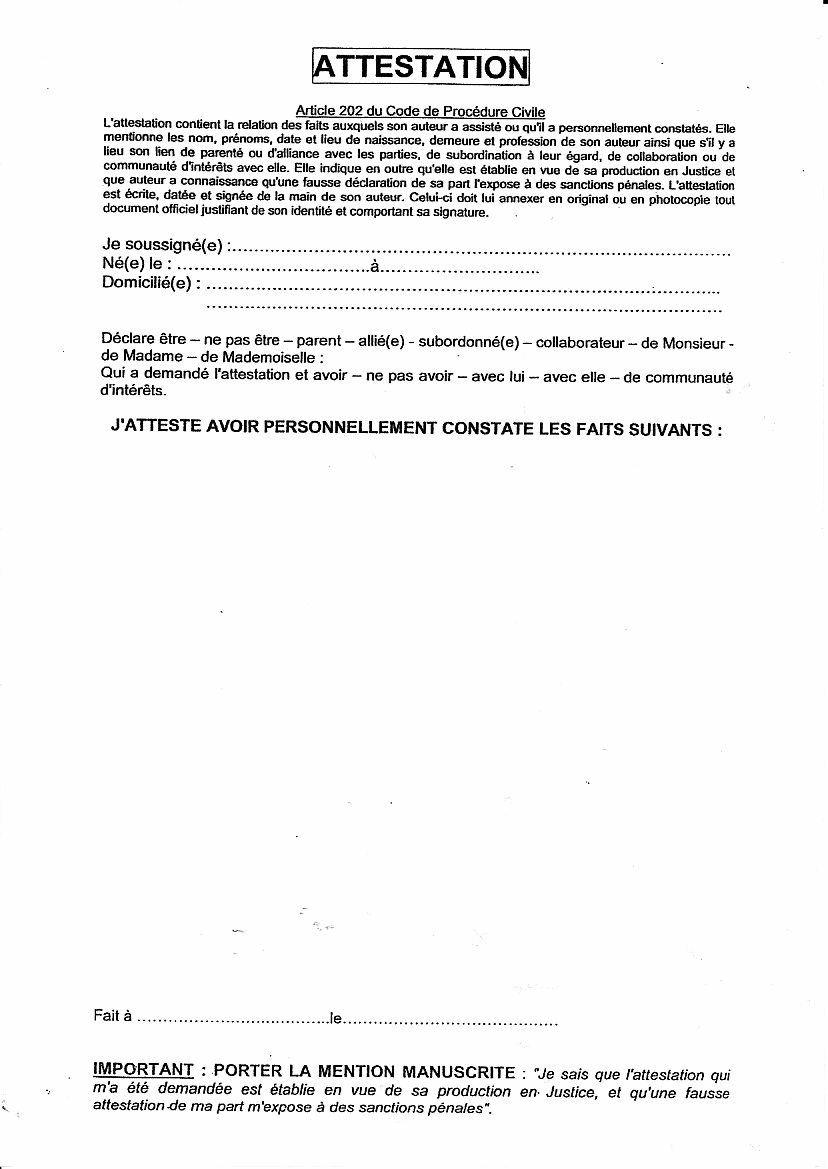 ATTESTATION
Article 202 du Code de Procédure Civile
L'attestation contient la relation des faits auxquels son auteur a assisté ou qu'il a personnellement constatés. Elle
mentionne les nom, prénoms, date et lieu de naissance, demeure et profession de son auteur ainsi que s'il y a
lieu son lien de parenté ou d'alliance avec les parties, de subordination à leur égard, de collaboration ou de
communauté d'intérêts avec elle. Elle indique en outre qu'elle est établie en vue de sa production en Justice et
que auteur a connaissance qu'une fausse déclaration de sa part l'expose à des sanctions pénales. L'attestation
est écrite, datée et signée de la main de son auteur. Celui-ci doit lui annexer en original ou en photocopie tout
document officiel justifiant de son identité et comportant sa signature.
Je soussigné(e) :..........................................................................................
Né(e) le : ..................................à............................
Domicilié(e) : ...........................................................................................
...........................................................................................
Déclare être – ne pas être – parent – allié(e) - subordonné(e) – collaborateur – de Monsieur -
de Madame – de Mademoiselle :
Qui a demandé l'attestation et avoir – ne pas avoir – avec lui – avec elle – de communauté
d'intérêts.
J'ATTESTE AVOIR PERSONNELLEMENT CONSTATE LES FAITS SUIVANTS :
Fait à .....................................le..........................................
IMPORTANT : PORTER LA MENTION MANUSCRITE : "Je sais que l'attestation qui
m'a été demandée est établie en vue de sa production en Justice, et qu'une fausse
attestation de ma part m'expose à des sanctions pénales".